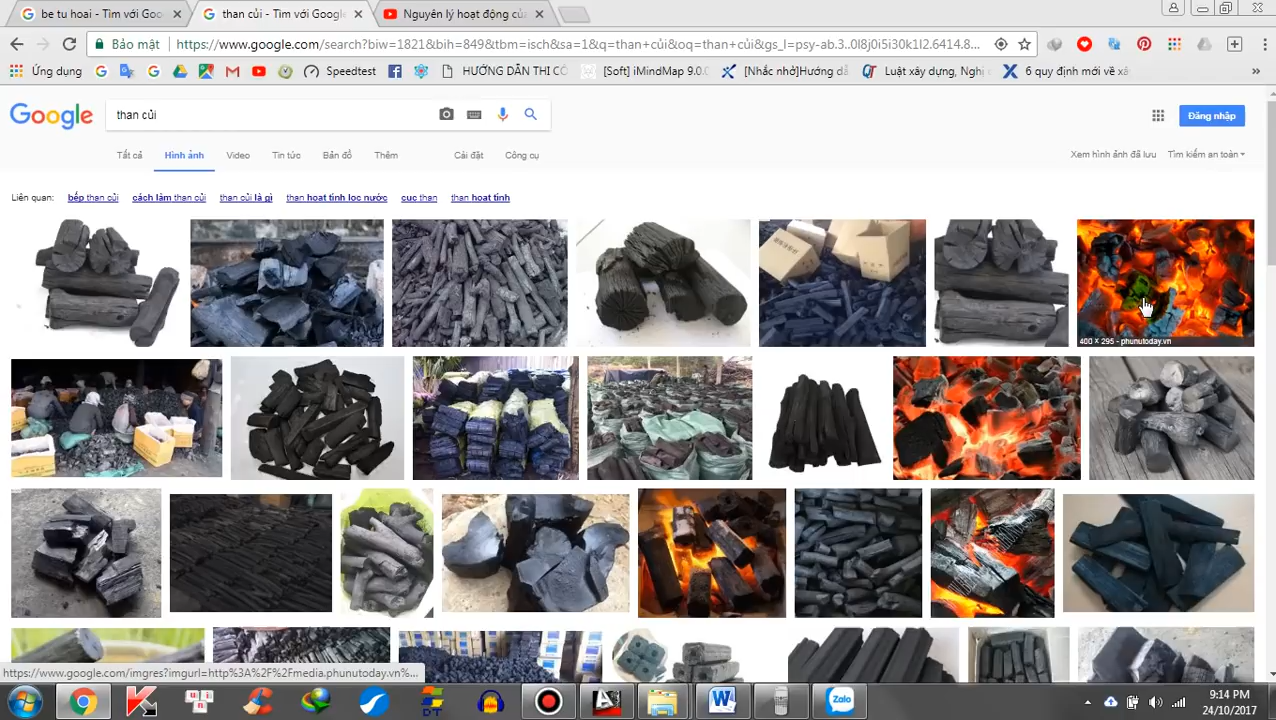 be tu hoai - Tìm với Goo
than củi - Tìm với Google
Nguyên lý hoạt động củ
Bảo mật
https://www.google.com/search?biw=1821&bih=849&tbm=isch&sa=1&q=than+củi&oq=than+củi&gs_l=psy-ab.3..0l8j0i5i30k1l2.6414.8...
Ứng dụng
Speedtest
HƯỚNG DẪN THI CÓ
[Soft] iMindMap 9.0.
[Nhắc nhở]Hướng dẫ
Luật xây dựng, Nghị
6 quy định mới về xâ
Google
than củi
Đăng nhập
Tất cả
Hình ảnh
Video
Tin tức
Bản đồ
Thêm
Cài đặt
Công cụ
Xem hình ảnh đã lưu
Tìm kiếm an toàn
Liên quan:
bếp than củi
cách làm than củi
than củi là gì
than hoạt tính lọc nước
cục than
than hoạt tính
400 × 295 - phunutoday.vn
https://www.google.com/imgres?imgurl=http%3A%2F%2Fmedia.phunutoday.vn%...
Zalo
9:14 PM
24/10/2017